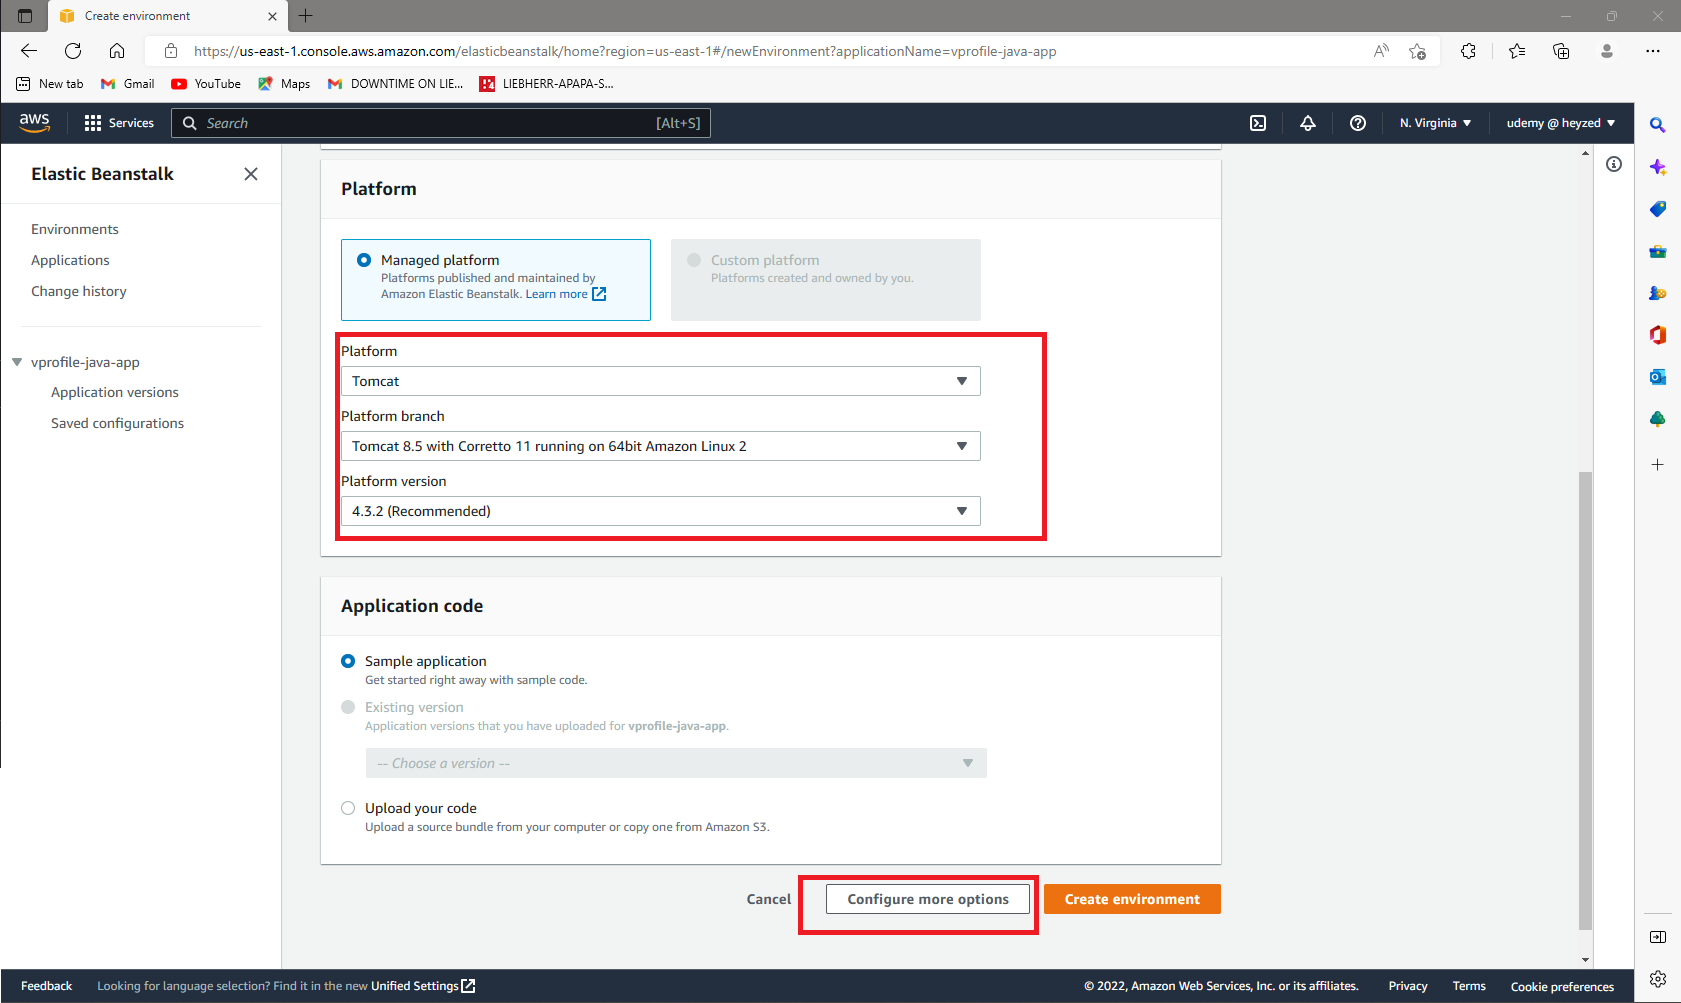 Create environment
https://us-east-1.console.aws.amazon.com/elasticbeanstalk/home?region=us-east-1#/newEnvironment?applicationName=vprofile-java-app
New tab
Gmail
YouTube
Maps
DOWNTIME ON LIE...
LIEBHERR-APAPA-S...
aws
Services
Search
[Alt+S]
N. Virginia
udemy @ heyzed
Elastic Beanstalk
Environments
Applications
Change history
vprofile-java-app
Application versions
Saved configurations
Platform
Managed platform
Platforms published and maintained by
Amazon Elastic Beanstalk. Learn more
Custom platform
Platforms created and owned by you.
Platform
Tomcat
Platform branch
Tomcat 8.5 with Corretto 11 running on 64bit Amazon Linux 2
Platform version
4.3.2 (Recommended)
Application code
Sample application
Get started right away with sample code.
Existing version
Application versions that you have uploaded for vprofile-java-app.
-- Choose a version --
Upload your code
Upload a source bundle from your computer or copy one from Amazon S3.
Cancel
Configure more options
Create environment
Feedback
Looking for language selection? Find it in the new Unified Settings
© 2022, Amazon Web Services, Inc. or its affiliates.
Privacy
Terms
Cookie preferences